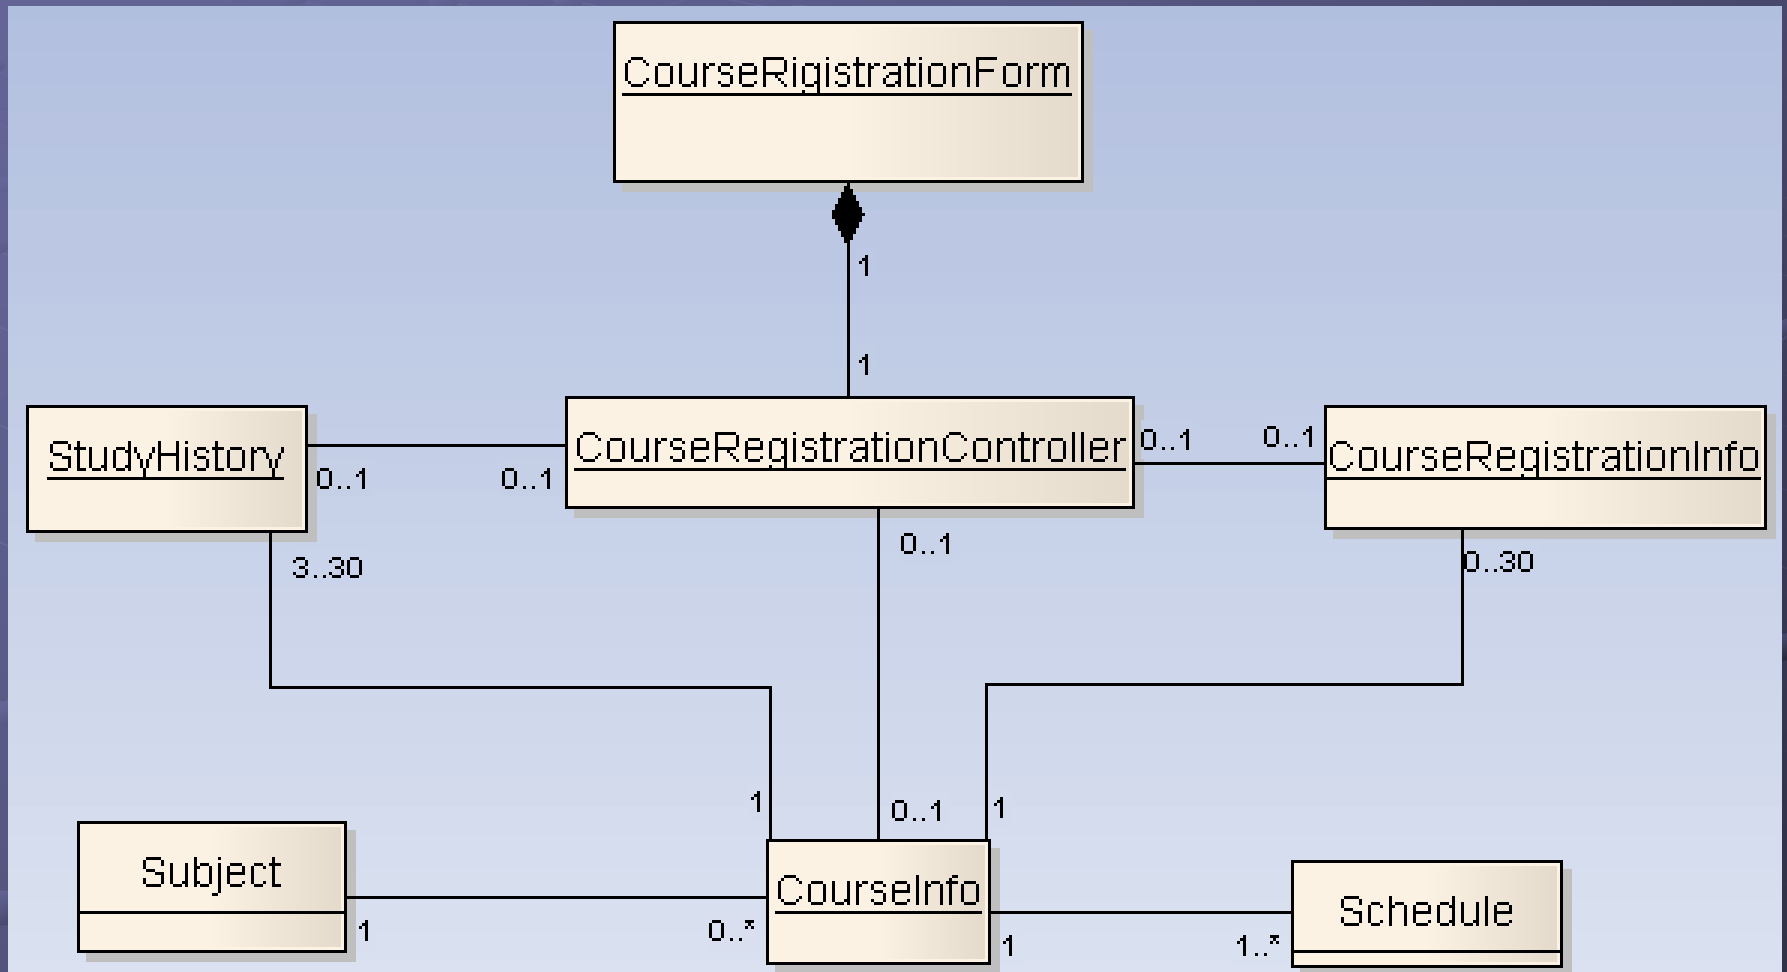 CourseRigistrationForm
1
1
StudyHistory
0..1
0..1
CourseRegistrationController
0..1
0..1
CourseRegistrationInfo
3..30
0..1
0..30
1
0..1
1
Subject
1
0..*
CourseInfo
1
1..*
Schedule